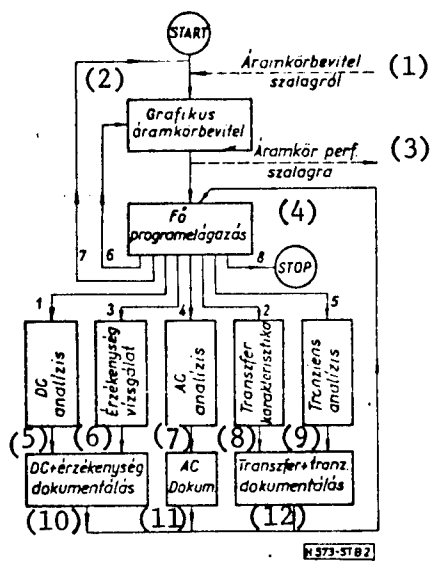 START
(2)
Áramkörbevitel
szalagról
(1)
Grafikus
áramkörbevitel
(3)
Áramkör perf.
szalagra
(4)
Fő
programelágazás
7
6
8
STOP
1
3
4
2
5
DC
analízis
Érzékenység
vizsgálat
AC
analízis
Transzfer
karakterisztika
Tranziens
analízis
(5)
(6)
(7)
(8)
(9)
DC+érzékenység
dokumentálás
AC
Dokum.
Transzfer+tranz.
dokumentálás
(10)
(11)
(12)
H573-ST82